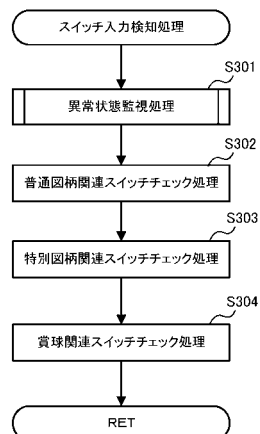 スイッチ入力検知処理
S301
異常状態監視処理
S302
普通図柄関連スイッチチェック処理
S303
特別図柄関連スイッチチェック処理
S304
賞球関連スイッチチェック処理
RET